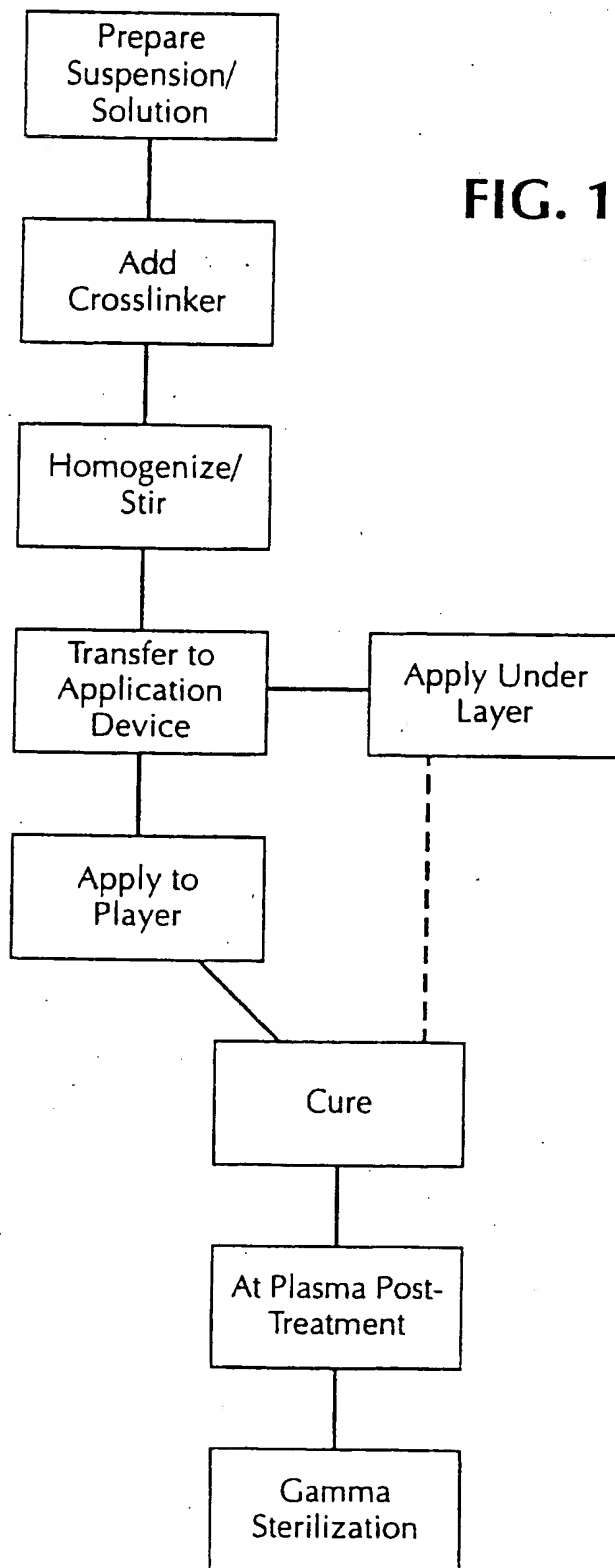 Prepare
Suspension/
Solution
FIG. 1
Add
Crosslinker
Homogenize/
Stir
Transfer to
Application
Device
Apply Under
Layer
Apply to
Player
Cure
At Plasma Post-
Treatment
Gamma
Sterilization